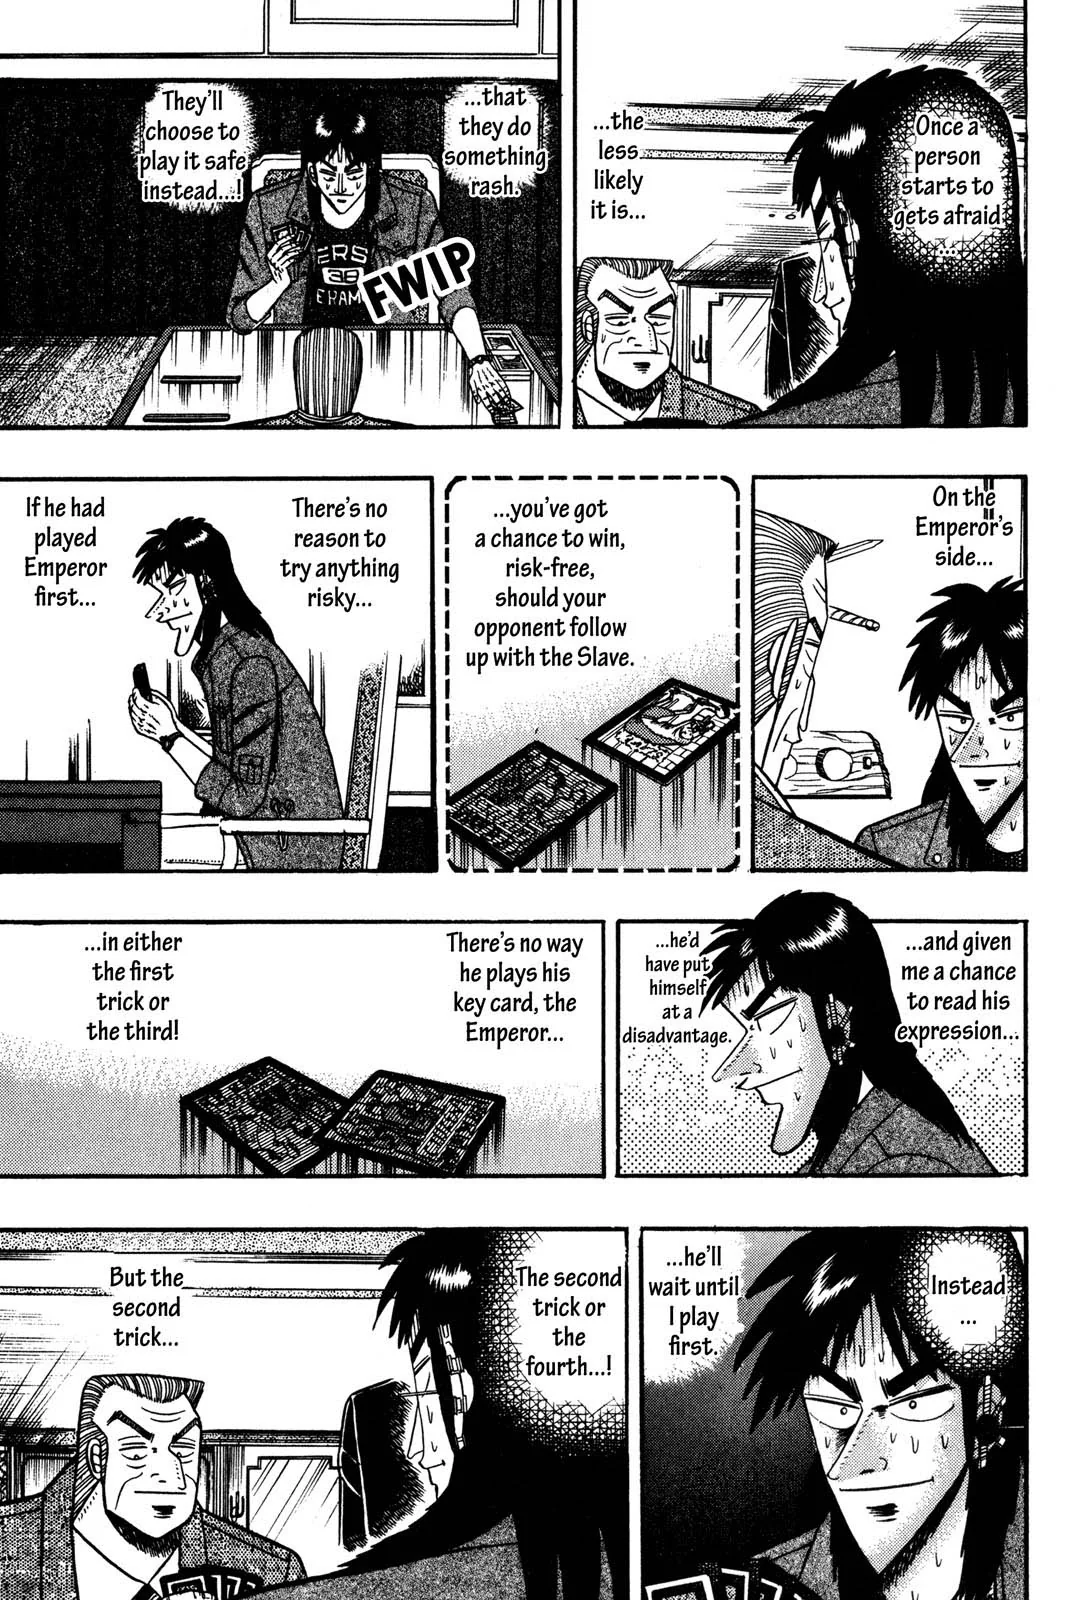 Once a
person
starts to
gets afraid
...
...the
less
likely
it is...
...that
they do
something
rash.
They'll
choose to
play it safe
instead...!
FWIP
ERS
ERAM
On the
Emperor's
side...
...you've got
a chance to win,
risk-free,
should your
opponent follow
up with the Slave.
There's no
reason to
try anything
risky...
If he had
played
Emperor
first...
...and given
me a chance
to read his
expression...
...he'd
have put
himself
at a
disadvantage.
There's no way
he plays his
key card, the
Emperor...
...in either
the first
trick or
the third!
Instead
...
...he'll
wait until
I play
first.
The second
trick or
the
fourth...!
But the
second
trick...